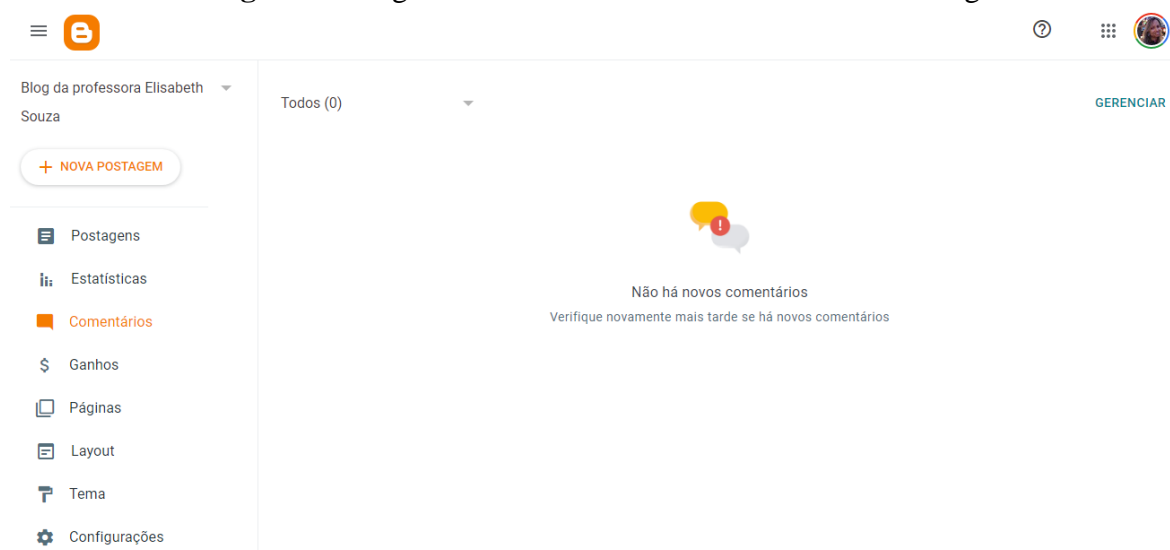 Blog da professora Elisabeth
Souza
NOVA POSTAGEM
Postagens
Estatísticas
Comentários
Ganhos
Páginas
Layout
Tema
Configurações
Todos (0)
GERENCIAR
Não há novos comentários
Verifique novamente mais tarde se há novos comentários